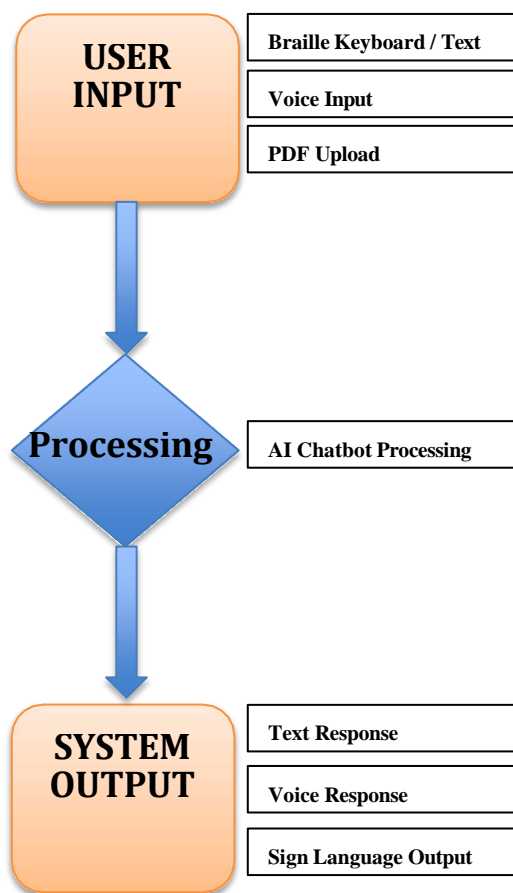 USER
INPUT
Braille Keyboard / Text
Voice Input
PDF Upload
Processing
AI Chatbot Processing
SYSTEM
OUTPUT
Text Response
Voice Response
Sign Language Output